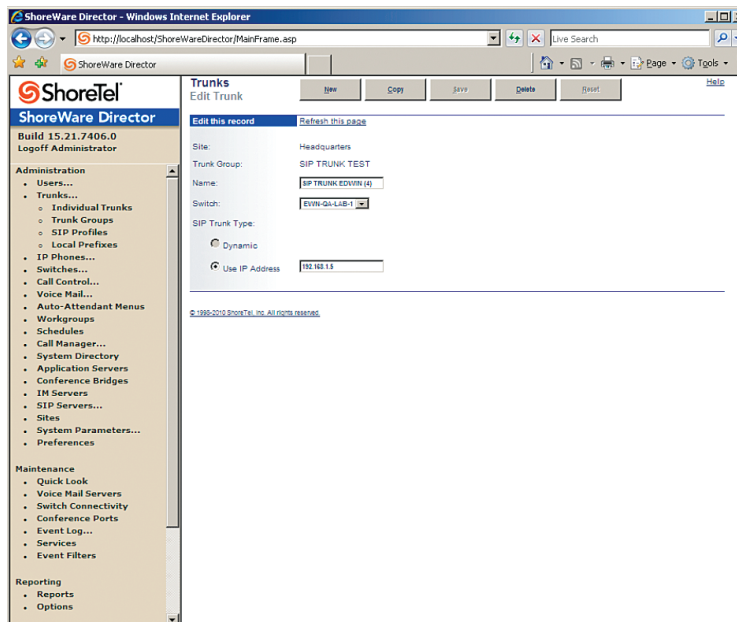 ShoreWare Director - Windows Internet Explorer
http://localhost/ShoreWareDirector/MainFrame.asp
Live Search
ShoreWare Director
Page
Tools
ShoreTel
ShoreWare Director
Build 15.21.7406.0
Logoff Administrator
Administration
Users...
Trunks...
Individual Trunks
Trunk Groups
SIP Profiles
Local Prefixes
IP Phones...
Switches...
Call Control...
Voice Mail...
Auto-Attendant Menus
Workgroups
Schedules
Call Manager...
System Directory
Application Servers
Conference Bridges
IM Servers
SIP Servers...
Sites
System Parameters...
Preferences
Maintenance
Quick Look
Voice Mail Servers
Switch Connectivity
Conference Ports
Event Log...
Services
Event Filters
Reporting
Reports
Options
Trunks
Edit Trunk
New
Copy
Save
Delete
Reset
Help
Edit this record
Refresh this page
Site: Headquarters
Trunk Group: SIP TRUNK TEST
Name: SIP TRUNK EDWIN (4)
Switch: EWIN-QA-LAB-1
SIP Trunk Type:
Dynamic
Use IP Address 192.168.1.5
© 1998-2010 ShoreTel, Inc. All rights reserved.